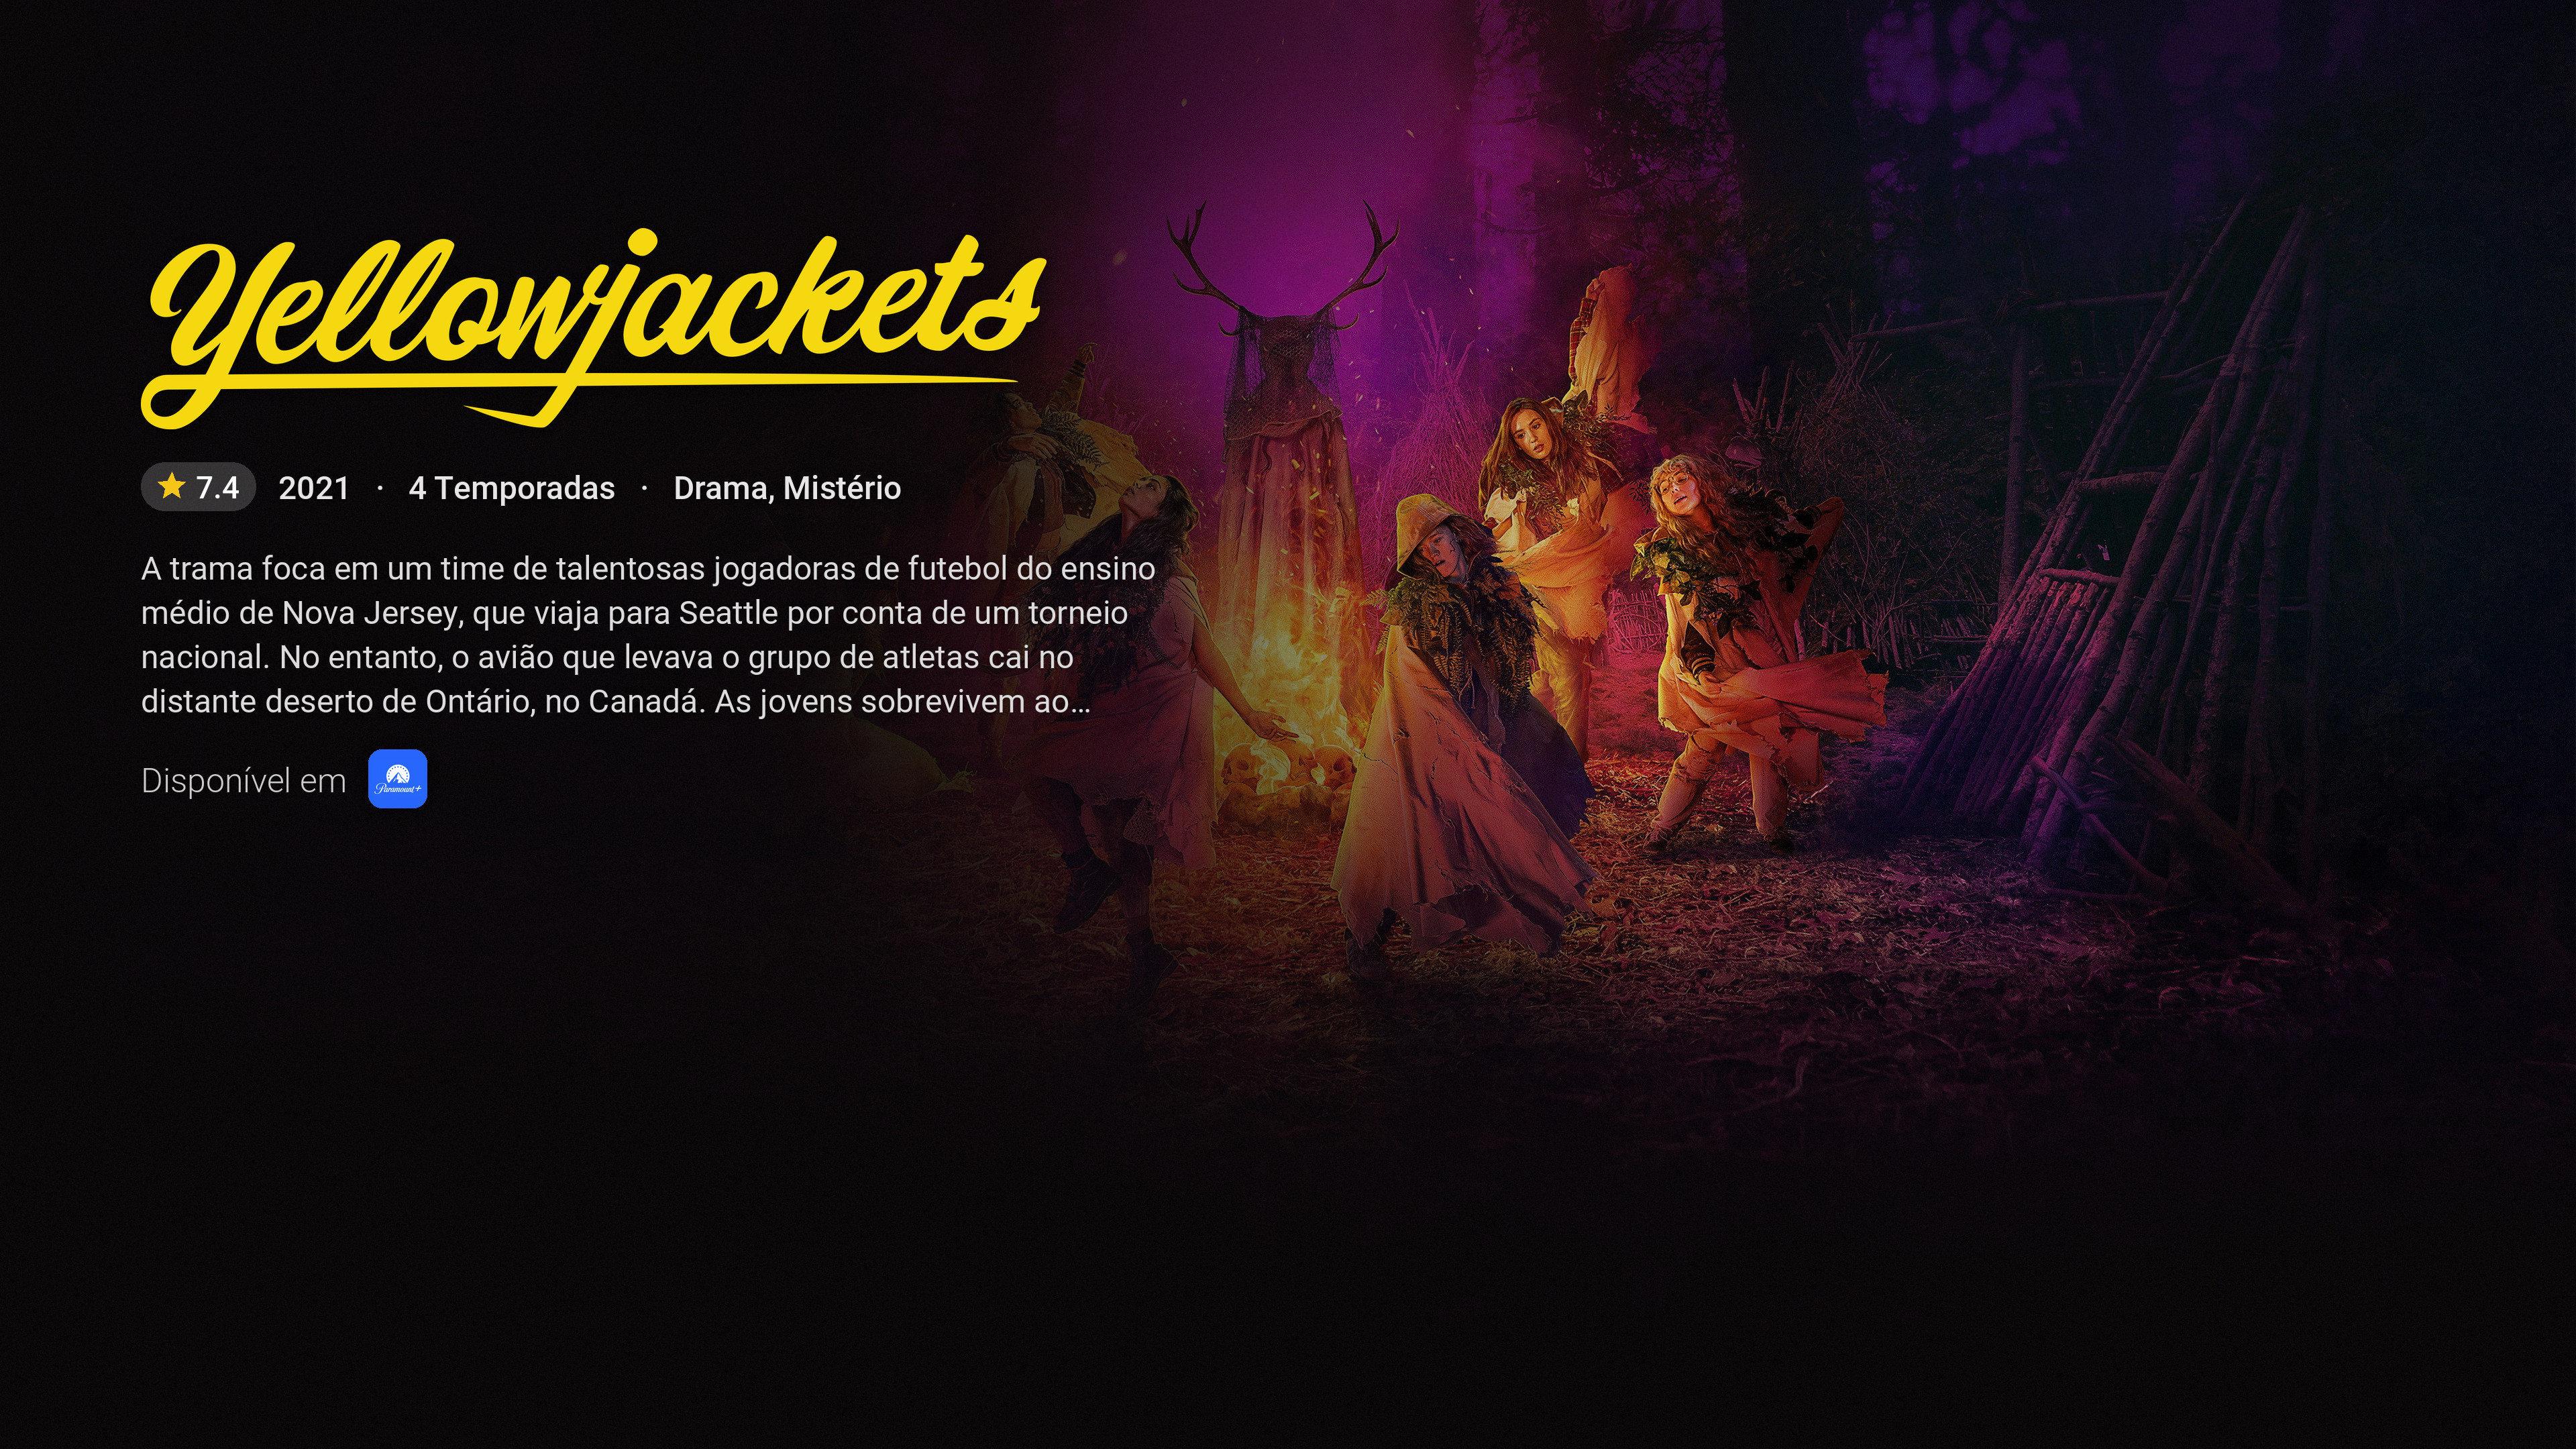 Yellowjackets
7.4 2021 · 4 Temporadas · Drama, Mistério
A trama foca em um time de talentosas jogadoras de futebol do ensino
médio de Nova Jersey, que viaja para Seattle por conta de um torneio
nacional. No entanto, o avião que levava o grupo de atletas cai no
distante deserto de Ontário, no Canadá. As jovens sobrevivem ao…
Disponível em Paramount+